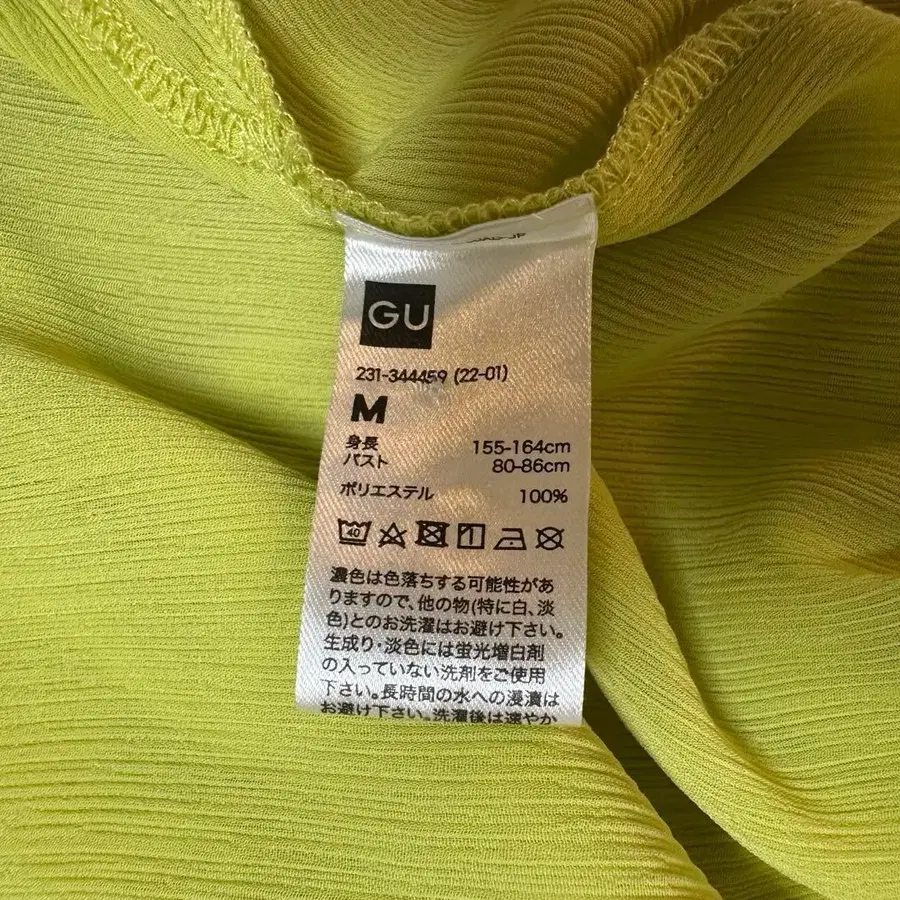 GU
231-344459 (22-01)
M
身長 155-164cm
バスト 80-86cm
ポリエステル 100%
40
濃色は色落ちする可能性があ
りますので、他の物(特に白、淡
色)とのお洗濯はお避け下さい。
生成り・淡色には蛍光増白剤
の入っていない洗剤をご使用
下さい。長時間の水への浸漬は
お避け下さい。洗濯後は速やか